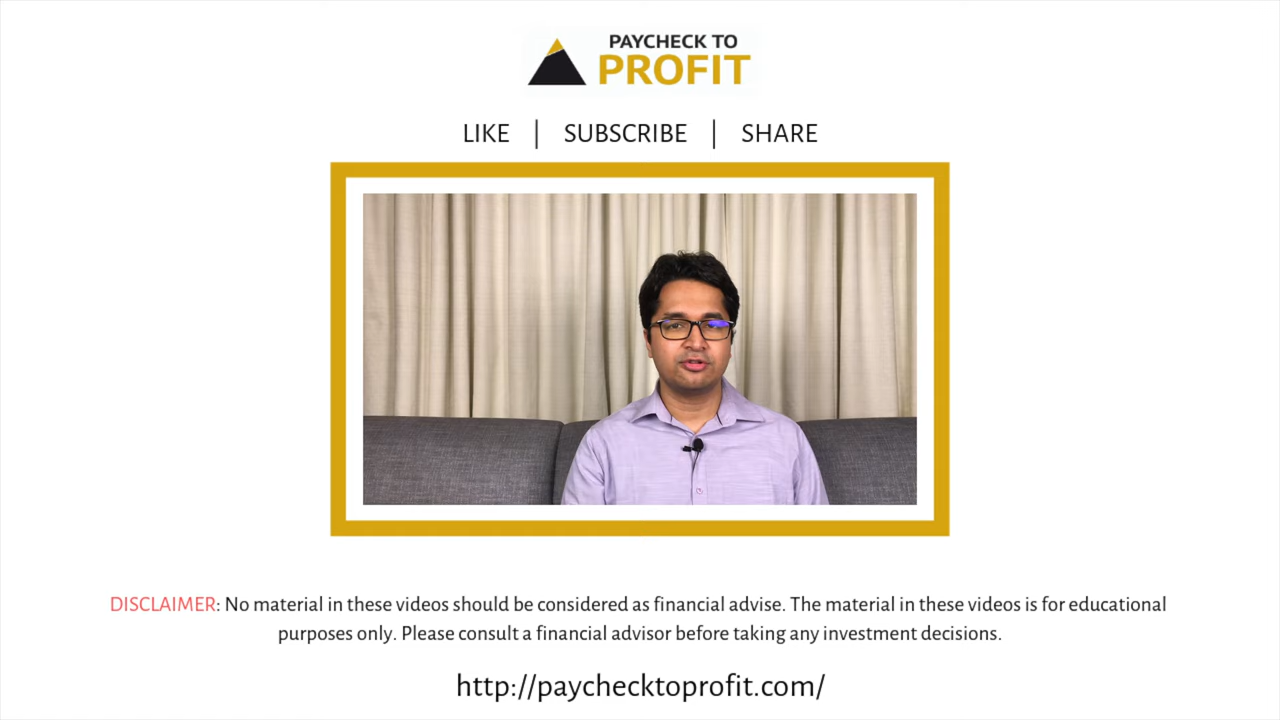 PAYCHECK TO
PROFIT
LIKE | SUBSCRIBE | SHARE
DISCLAIMER: No material in these videos should be considered as financial advise. The material in these videos is for educational
purposes only. Please consult a financial advisor before taking any investment decisions.
http://paychecktoprofit.com/